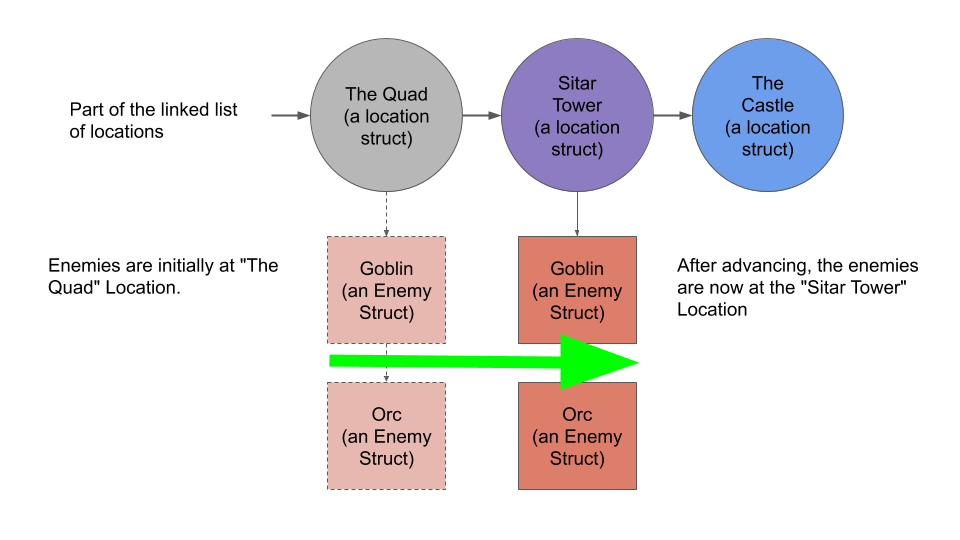 Part of the linked list
of locations
The Quad
(a location
struct)
Sitar
Tower
(a location
struct)
The
Castle
(a location
struct)
Enemies are initially at "The
Quad" Location.
Goblin
(an Enemy
Struct)
Goblin
(an Enemy
Struct)
After advancing, the enemies
are now at the "Sitar Tower"
Location
Orc
(an Enemy
Struct)
Orc
(an Enemy
Struct)